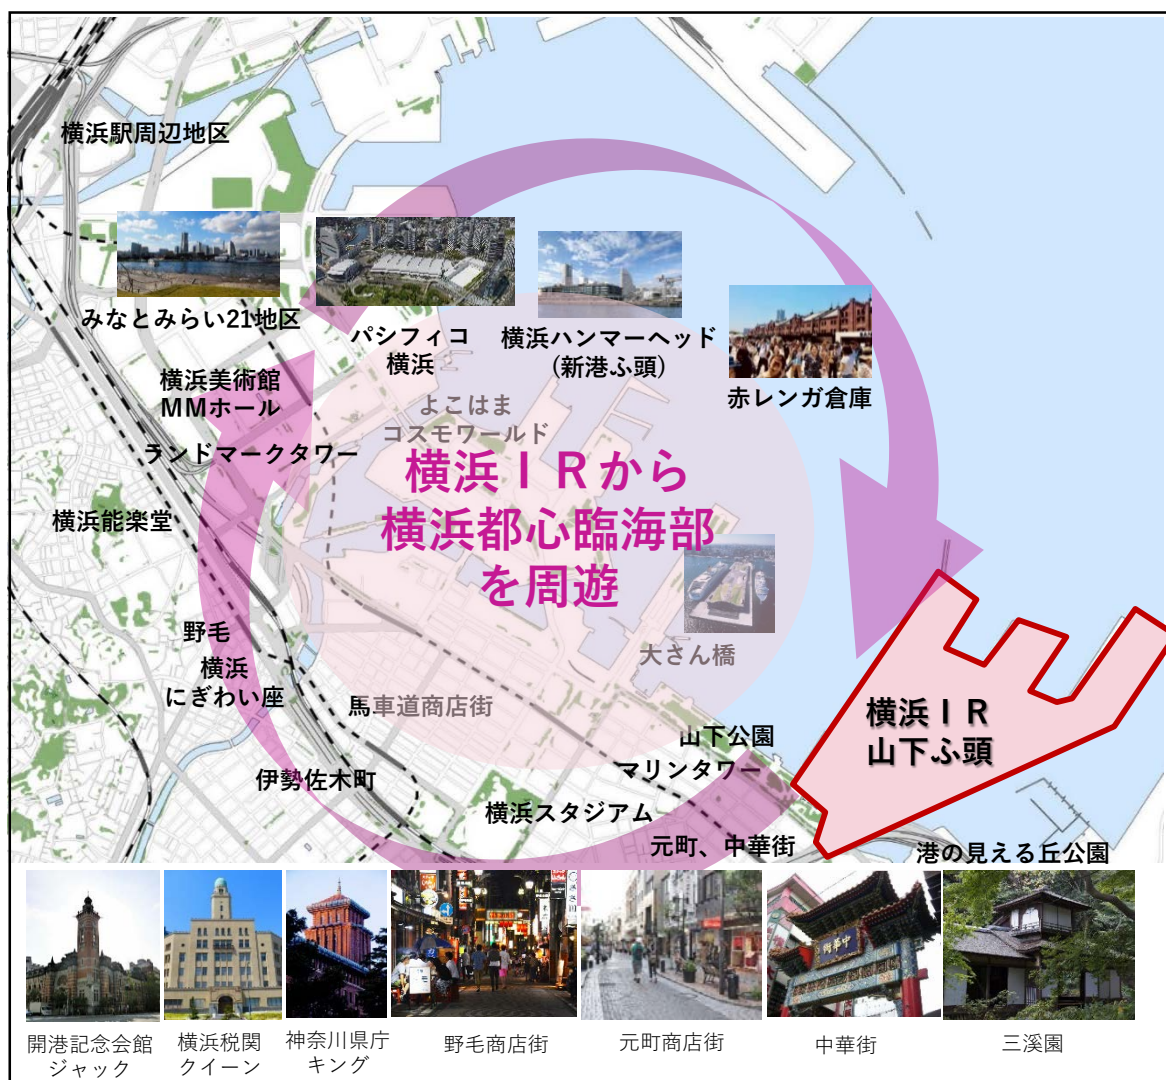 横浜駅周辺地区
みなとみらい21地区
パシフィコ
横浜
横浜ハンマーヘッド
(新港ふ頭)
赤レンガ倉庫
横浜美術館
MMホール
よこはま
コスモワールド
ランドマークタワー
横浜ＩＲから
横浜都心臨海部
を周遊
横浜能楽堂
大さん橋
野毛
横浜
にぎわい座
馬車道商店街
横浜ＩＲ
山下ふ頭
山下公園
マリンタワー
伊勢佐木町
横浜スタジアム
元町、中華街
港の見える丘公園
中華街
開港記念会館
ジャック
横浜税関
クイーン
神奈川県庁
キング
野毛商店街
元町商店街
中華街
三溪園